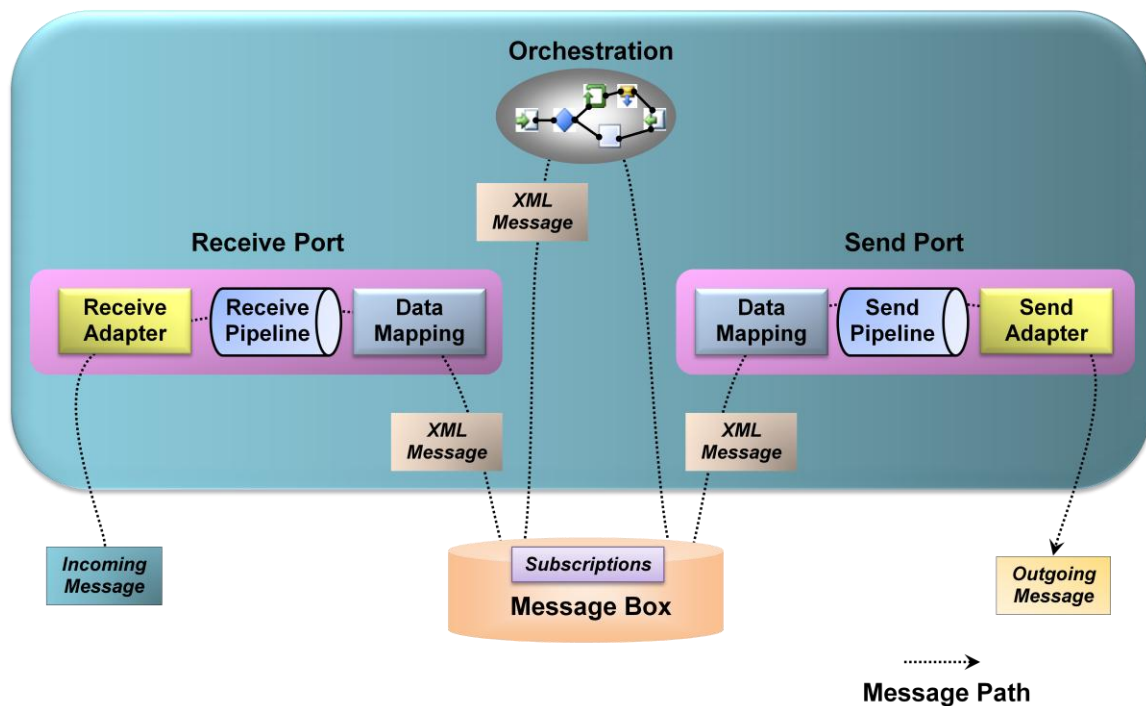 Orchestration
XML
Message
Receive Port
Send Port
Receive
Adapter
Receive
Pipeline
Data
Mapping
Data
Mapping
Send
Pipeline
Send
Adapter
XML
Message
XML
Message
Incoming
Message
Subscriptions
Message Box
Outgoing
Message
Message Path